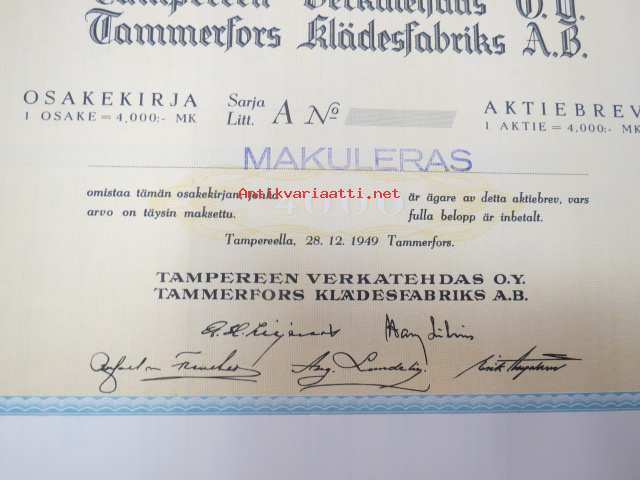 Tampereen Verkatehdas O.Y.
Tammerfors Klädesfabriks A.B.
OSAKEKIRJA
1 OSAKE = 4,000:- MK
Sarja
Litt. A No
AKTIEBREV
1 AKTIE = 4,000:- MK
MAKULERAS
Antikvariaatti.net
4000
omistaa tämän osakekirjan, jonka
arvo on täysin maksettu.
är ägare av detta aktiebrev, vars
fulla belopp är inbetalt.
Tampereella, 28. 12. 1949 Tammerfors.
TAMPEREEN VERKATEHDAS O.Y.
TAMMERFORS KLÄDESFABRIKS A.B.